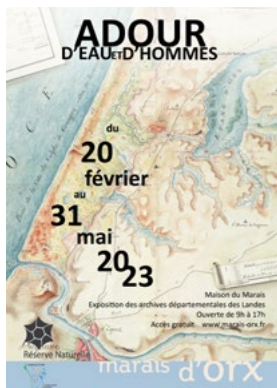 ADOUR
D'EAU ET D'HOMMES
du
20
février
au
31
mai
20
23
Maison du Marais
Exposition des archives départementales des Landes
Ouverte de 9h à 17h
Accès gratuit www.marais-orx.fr
Réserve Naturelle
marais d'orx